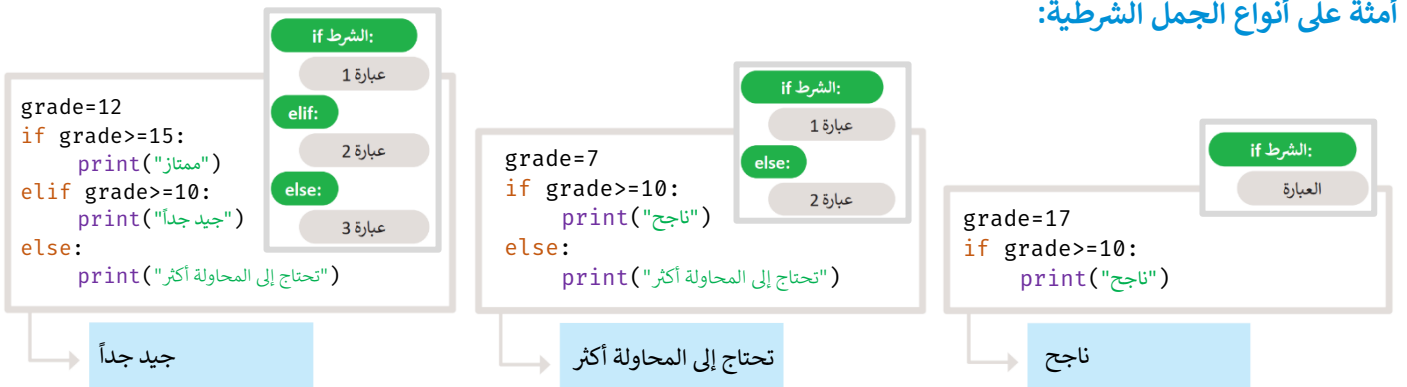 أمثة على أنواع الجمل الشرطية:
if الشرط:
العبارة
grade=17
if grade>=10:
print("ناجح")
ناجح
if الشرط:
عبارة 1
else:
عبارة 2
grade=7
if grade>=10:
print("ناجح")
else:
print("تحتاج إلى المحاولة أكثر")
تحتاج إلى المحاولة أكثر
if الشرط:
عبارة 1
elif:
عبارة 2
else:
عبارة 3
grade=12
if grade>=15:
print("ممتاز")
elif grade>=10:
print("جيد جداً")
else:
print("تحتاج إلى المحاولة أكثر")
جيد جداً